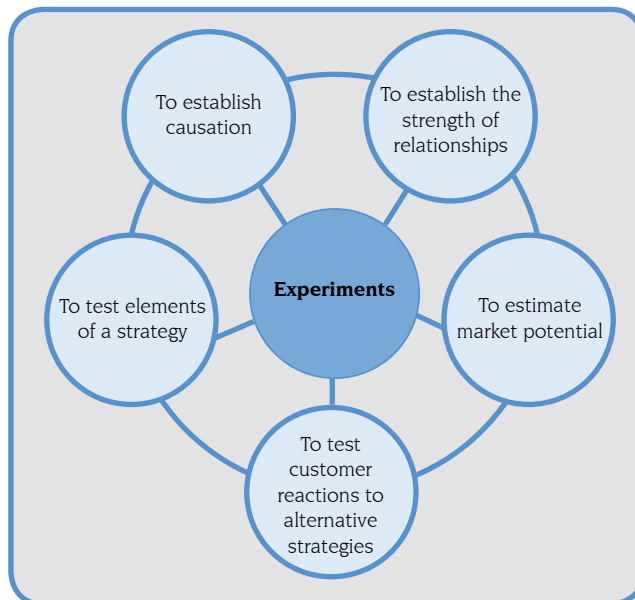 To establish
causation
To establish the
strength of
relationships
Experiments
To test elements
of a strategy
To estimate
market potential
To test
customer
reactions to
alternative
strategies